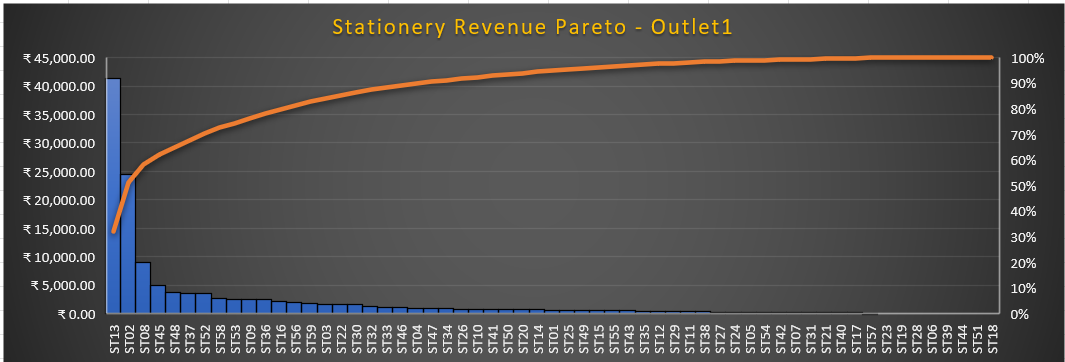 Stationery Revenue Pareto - Outlet1
₹ 45,000.00
₹ 40,000.00
₹ 35,000.00
₹ 30,000.00
₹ 25,000.00
₹ 20,000.00
₹ 15,000.00
₹ 10,000.00
₹ 5,000.00
₹ 0.00
100%
90%
80%
70%
60%
50%
40%
30%
20%
10%
0%
ST13
ST02
ST08
ST45
ST48
ST37
ST52
ST58
ST53
ST09
ST36
ST16
ST56
ST59
ST03
ST22
ST30
ST32
ST33
ST46
ST04
ST47
ST34
ST26
ST10
ST41
ST50
ST20
ST14
ST01
ST25
ST49
ST15
ST55
ST43
ST35
ST12
ST29
ST11
ST38
ST27
ST24
ST05
ST54
ST42
ST07
ST31
ST21
ST40
ST17
ST57
ST23
ST19
ST28
ST06
ST39
ST44
ST51
ST18